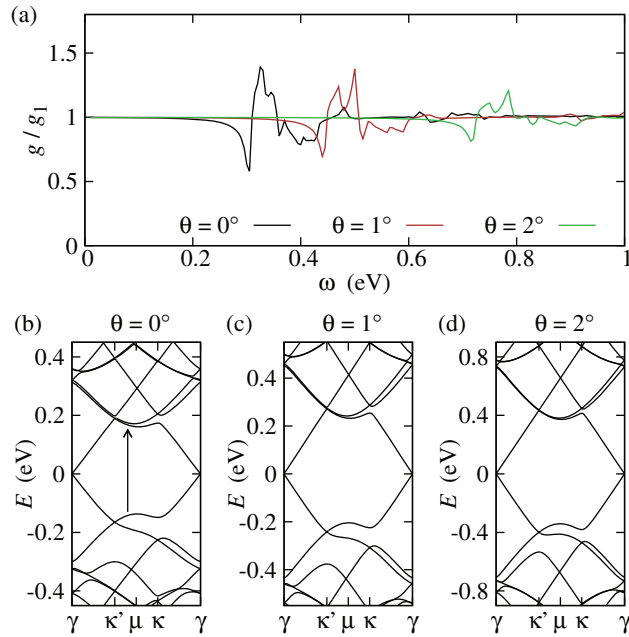 (a)
1.5
1
0.5
0
g / g₁
θ = 0° θ = 1° θ = 2°
0 0.2 0.4 0.6 0.8 1
ω (eV)
(b) θ = 0° (c) θ = 1° (d) θ = 2°
E (eV)
0.4
0.2
0
-0.2
-0.4
γ κ' μ κ γ
E (eV)
0.4
0.2
0
-0.2
-0.4
γ κ' μ κ γ
E (eV)
0.8
0.4
0
-0.4
-0.8
γ κ' μ κ γ